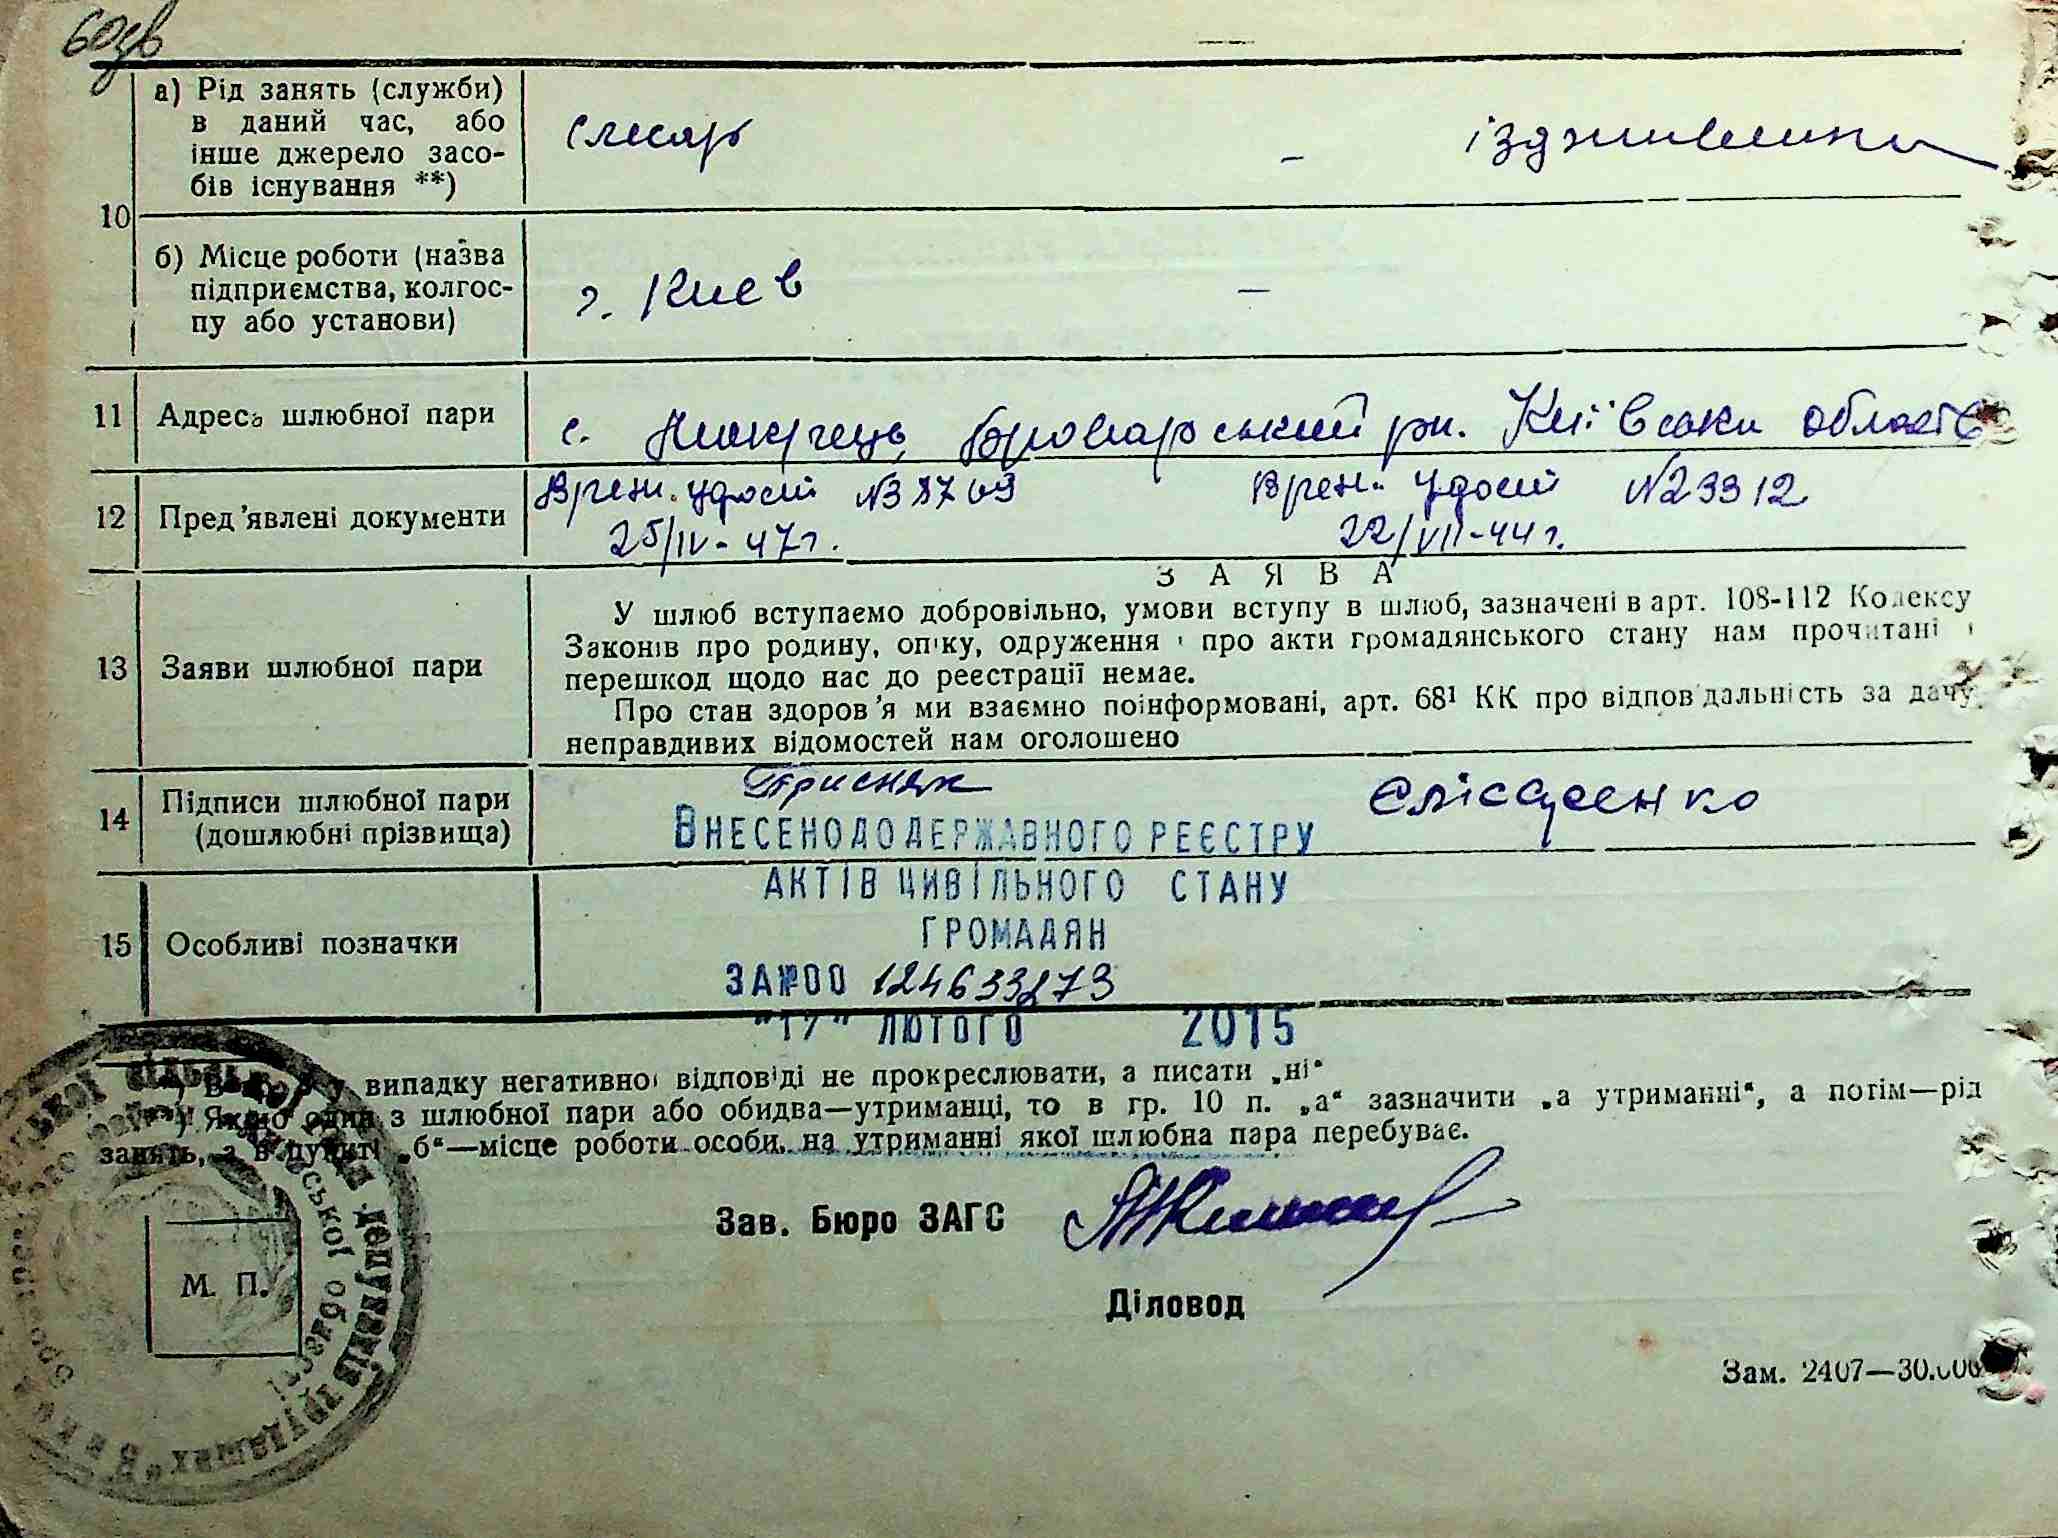 60зв
а) Рід занять (служби)
в даний час, або
інше джерело засо-
бів існування **)
слесарь – іздживлинн
10
б) Місце роботи (назва
підприємства, колгос-
пу або установи)
г. Киев –
11 Адреса шлюбної пари
с. Броварський рн. Київська область
12 Пред'явлені документи
Врем. удост №38709 Врем. удост №23312
25/IV-47г. 22/VII-44г.
З А Я В А
13 Заяви шлюбної пари
У шлюб вступаємо добровільно, умови вступу в шлюб, зазначені в арт. 108-112 Кодексу
Законів про родину, опіку, одруження і про акти громадянського стану нам прочитані і
перешкод щодо нас до реєстрації немає.
Про стан здоров'я ми взаємно поінформовані, арт. 68¹ КК про відповідальність за дачу
неправдивих відомостей нам оголошено
14 Підписи шлюбної пари
(дошлюбні прізвища)
Присняк Єлісеєнко
ВНЕСЕНО ДО ДЕРЖАВНОГО РЕЄСТРУ
АКТІВ ЦИВІЛЬНОГО СТАНУ
ГРОМАДЯН
15 Особливі позначки
ЗА №00 124633273
"17" ЛЮТОГО 2015
випадку негативної відповіді не прокреслювати, а писати „ні“
Якщо один з шлюбної пари або обидва—утриманці, то в гр. 10 п. „а“ зазначити „а утриманні“, а потім—рід
занять, а в пункті „б“—місце роботи особи, на утриманні якої шлюбна пара перебуває.
Зав. Бюро ЗАГС
М. П.
Діловод
Зам. 2407—30.000